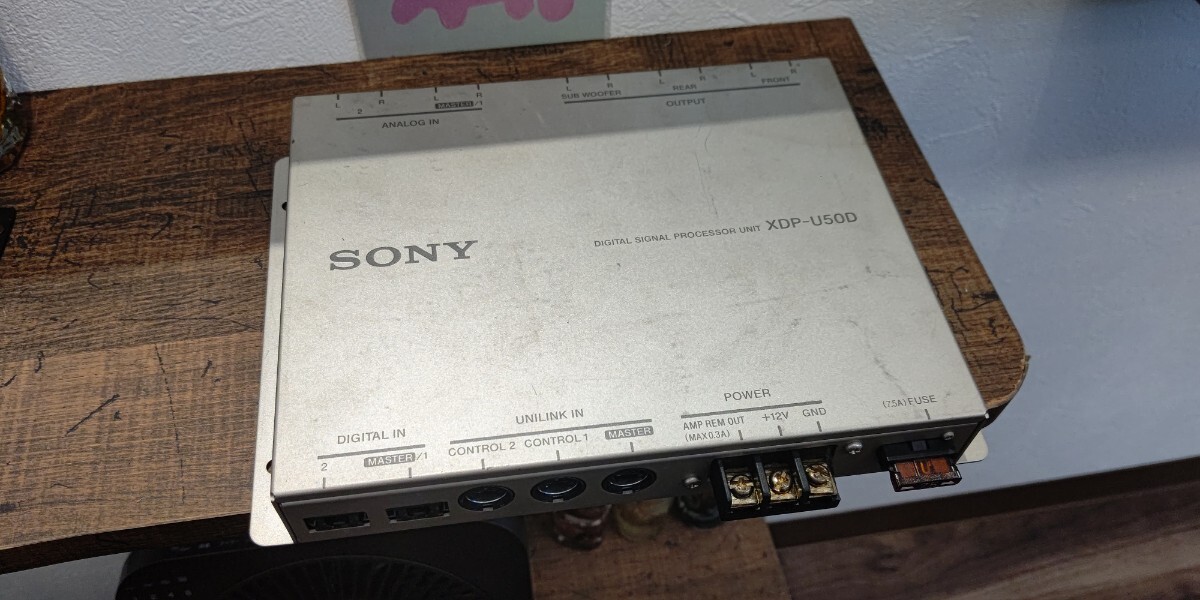 L R L R
2 MASTER/1
ANALOG IN
L R L R L R
SUB WOOFER REAR FRONT
OUTPUT
SONY
DIGITAL SIGNAL PROCESSOR UNIT XDP-U50D
DIGITAL IN
2 MASTER/1
UNILINK IN
CONTROL 2 CONTROL 1 MASTER
POWER
AMP REM OUT +12V GND
(MAX 0.3A)
(7.5A) FUSE